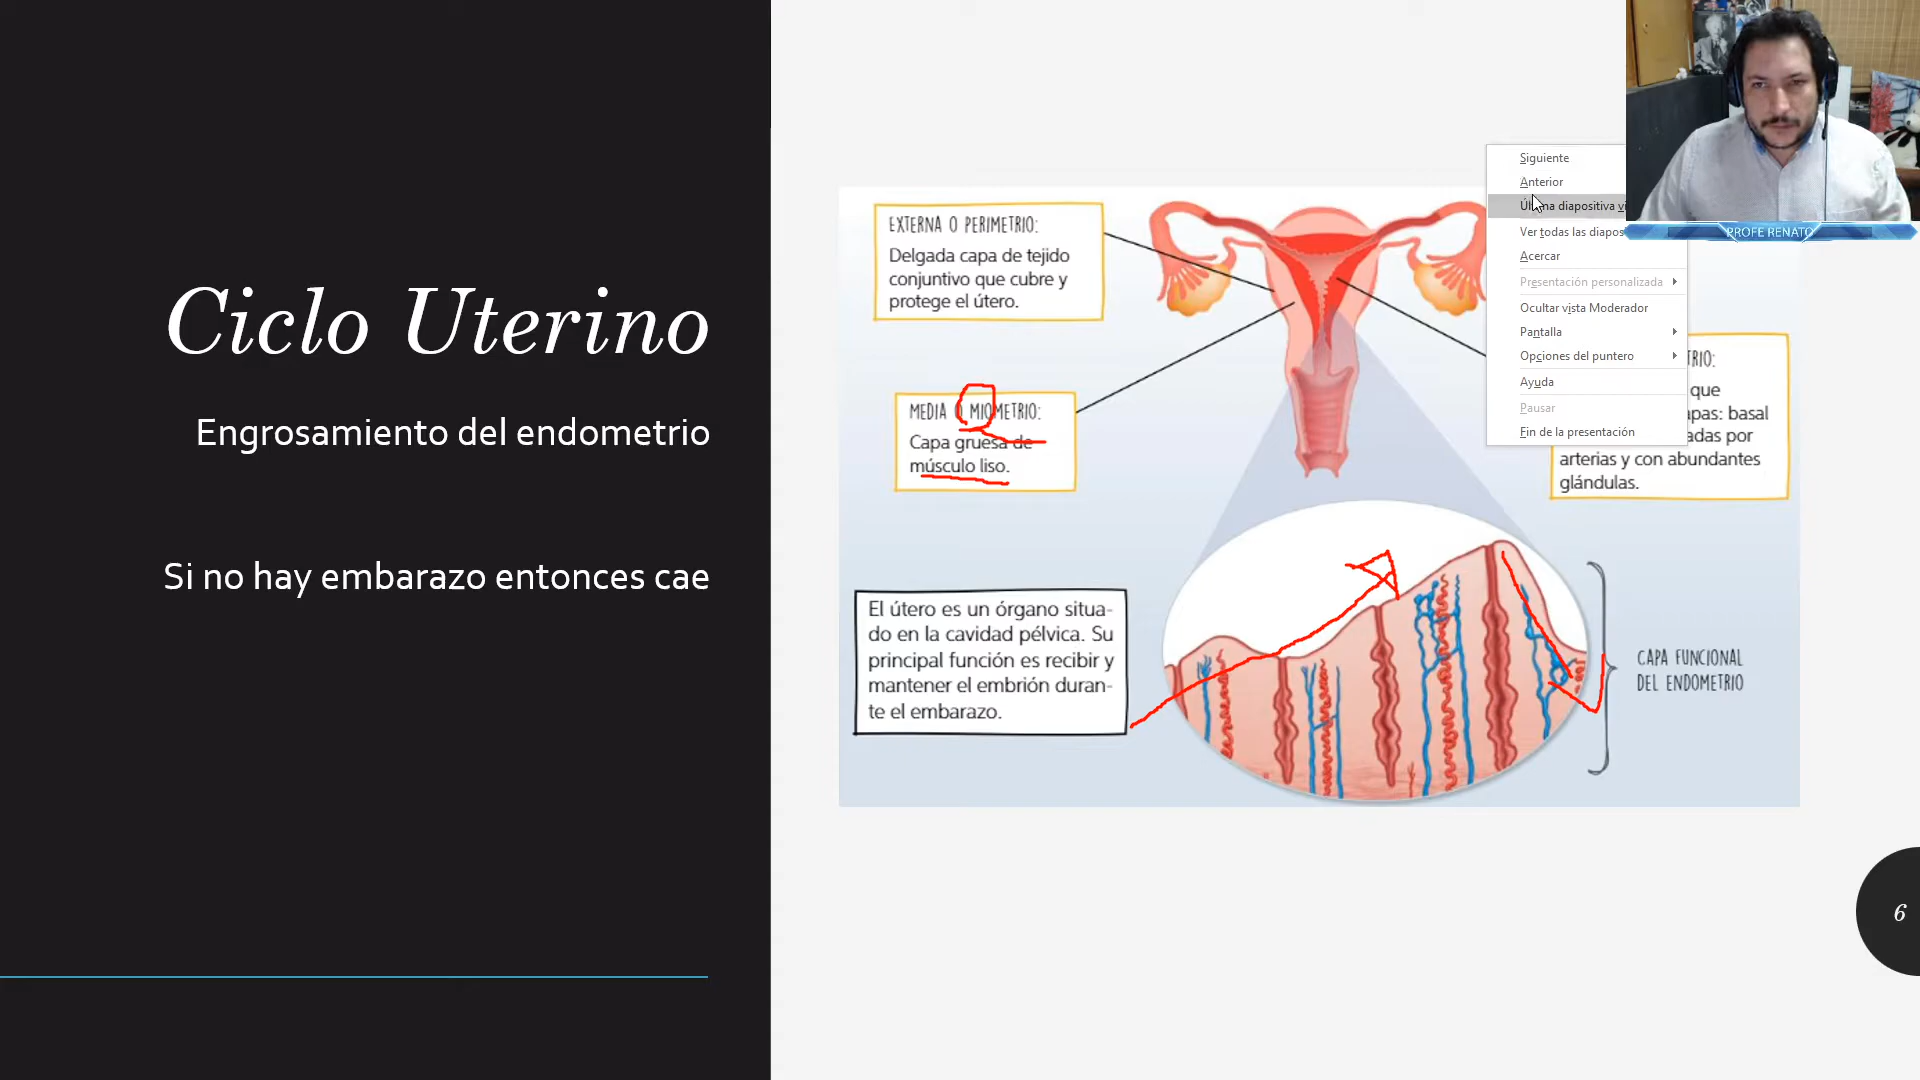 Ciclo Uterino
Engrosamiento del endometrio
Si no hay embarazo entonces cae
EXTERNA O PERIMETRIO:
Delgada capa de tejido
conjuntivo que cubre y
protege el útero.
MEDIA O MIOMETRIO:
Capa gruesa de
músculo liso.
El útero es un órgano situa-
do en la cavidad pélvica. Su
principal función es recibir y
mantener el embrión duran-
te el embarazo.
Siguiente
Anterior
Última diapositiva vi
Ver todas las diapos
Acercar
Presentación personalizada
Ocultar vista Moderador
Pantalla
Opciones del puntero
Ayuda
Pausar
Fin de la presentación
PROFE RENATO
TRIO:
que
apas: basal
adas por
arterias y con abundantes
glándulas.
CAPA FUNCIONAL
DEL ENDOMETRIO
6